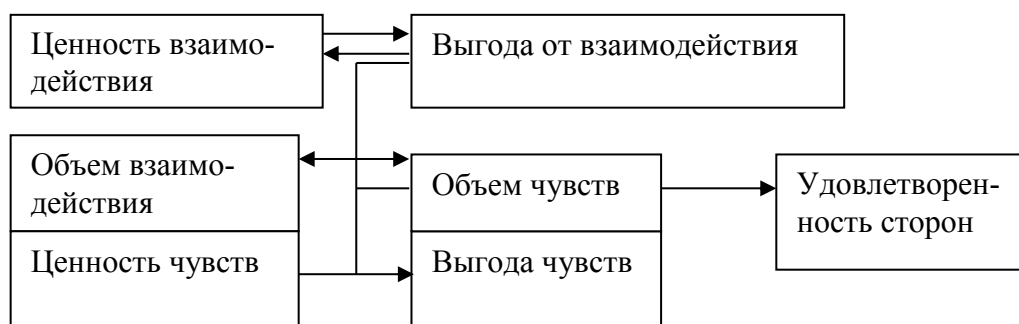 Ценность взаимо-
действия
Выгода от взаимодействия
Объем взаимо-
действия
Объем чувств
Удовлетворен-
ность сторон
Ценность чувств
Выгода чувств